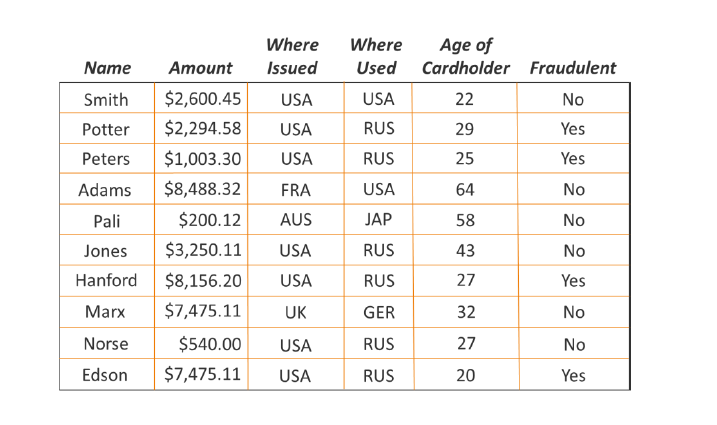 Name Amount Where Issued Where Used Age of Cardholder Fraudulent
Smith $2,600.45 USA USA 22 No
Potter $2,294.58 USA RUS 29 Yes
Peters $1,003.30 USA RUS 25 Yes
Adams $8,488.32 FRA USA 64 No
Pali $200.12 AUS JAP 58 No
Jones $3,250.11 USA RUS 43 No
Hanford $8,156.20 USA RUS 27 Yes
Marx $7,475.11 UK GER 32 No
Norse $540.00 USA RUS 27 No
Edson $7,475.11 USA RUS 20 Yes